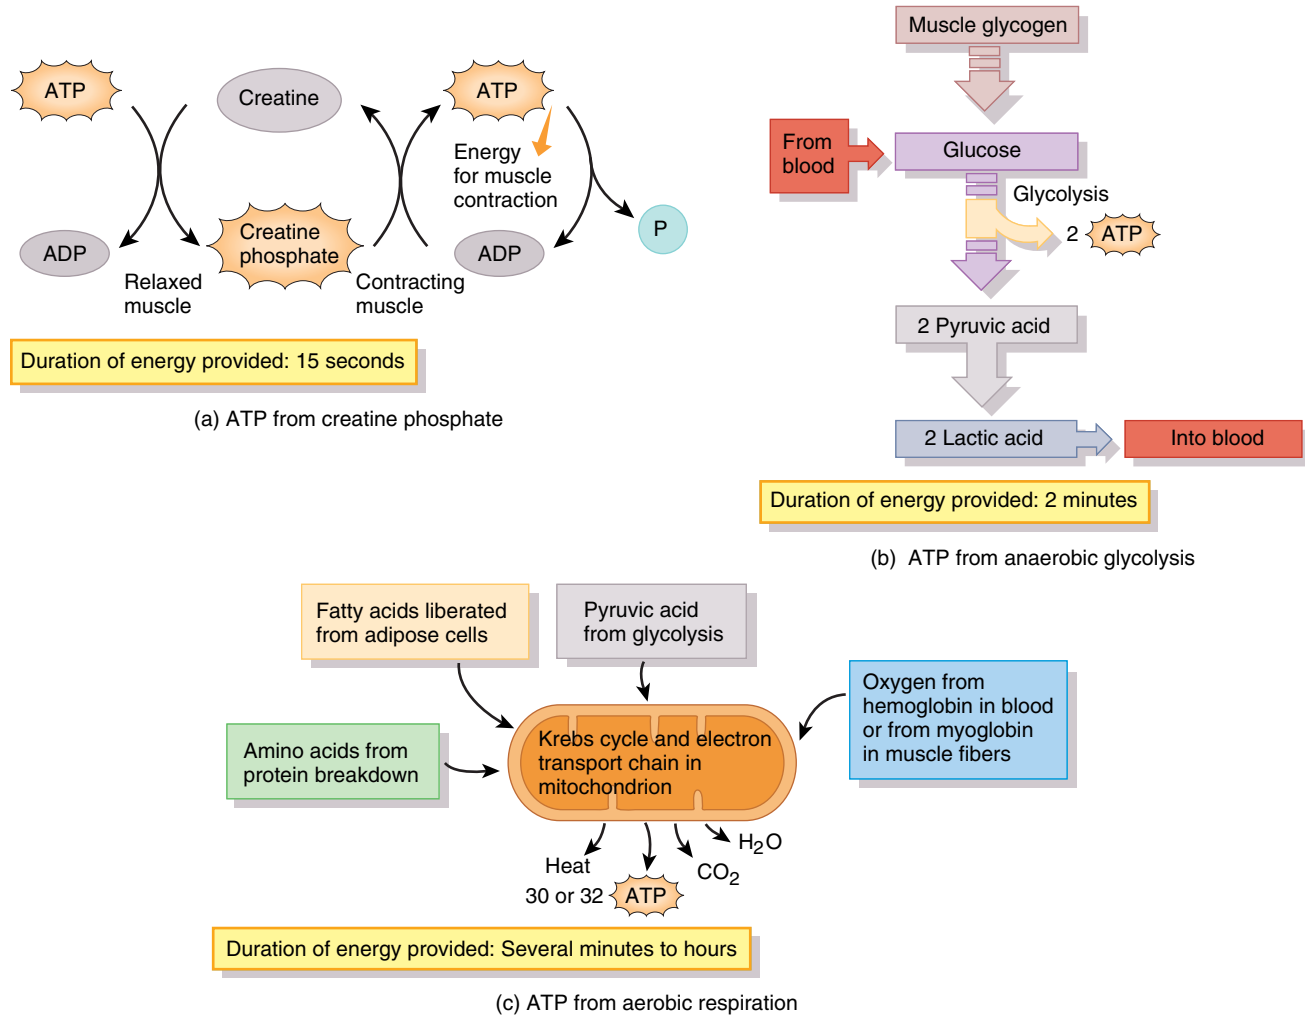 ATP
Creatine
ATP
Energy
for muscle
contraction
ADP
Creatine
phosphate
ADP
P
Relaxed
muscle
Contracting
muscle
Duration of energy provided: 15 seconds
(a) ATP from creatine phosphate
Muscle glycogen
From
blood
Glucose
Glycolysis
2 ATP
2 Pyruvic acid
2 Lactic acid
Into blood
Duration of energy provided: 2 minutes
(b) ATP from anaerobic glycolysis
Fatty acids liberated
from adipose cells
Pyruvic acid
from glycolysis
Oxygen from
hemoglobin in blood
or from myoglobin
in muscle fibers
Amino acids from
protein breakdown
Krebs cycle and electron
transport chain in
mitochondrion
Heat
30 or 32 ATP
CO2
H2O
Duration of energy provided: Several minutes to hours
(c) ATP from aerobic respiration